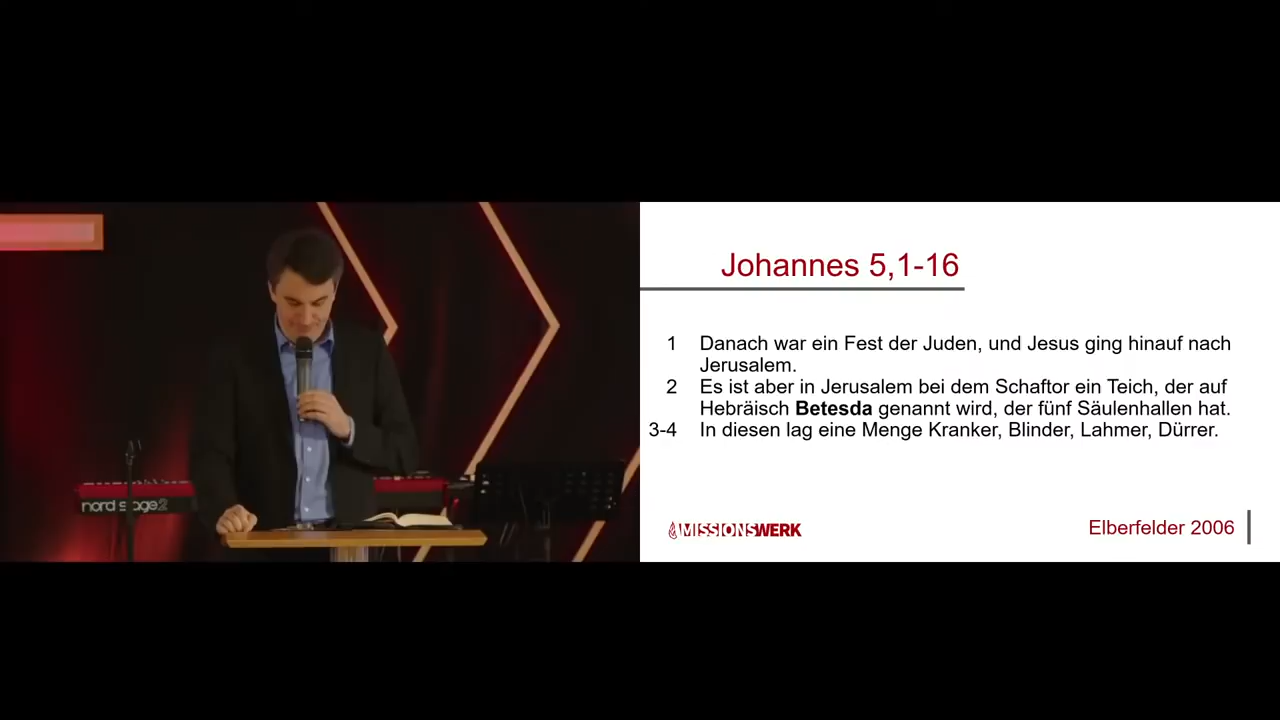 Johannes 5,1-16
1 Danach war ein Fest der Juden, und Jesus ging hinauf nach
Jerusalem.
2 Es ist aber in Jerusalem bei dem Schaftor ein Teich, der auf
Hebräisch Betesda genannt wird, der fünf Säulenhallen hat.
3-4 In diesen lag eine Menge Kranker, Blinder, Lahmer, Dürrer.
MISSIONSWERK
Elberfelder 2006
nord stage2